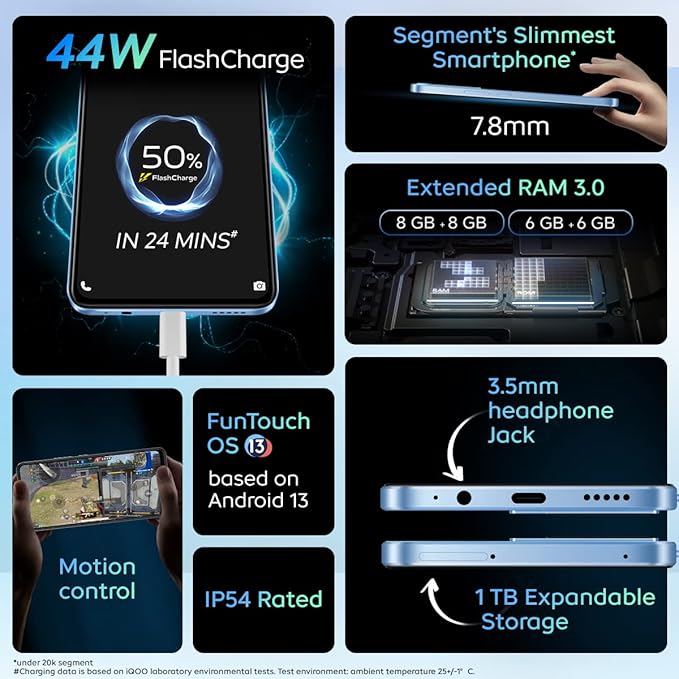 44W FlashCharge
50%
FlashCharge
IN 24 MINS#
Segment's Slimmest
Smartphone*
7.8mm
Extended RAM 3.0
8 GB + 8 GB
6 GB + 6 GB
RAM
Motion
control
FunTouch
OS 13
based on
Android 13
IP54 Rated
3.5mm
headphone
Jack
1 TB Expandable
Storage
*under 20k segment
#Charging data is based on iQOO laboratory environmental tests. Test environment: ambient temperature 25+/-1° C.